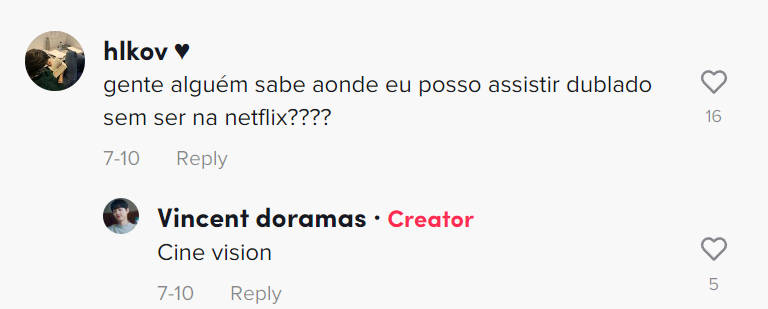 hlkov ♥
gente alguém sabe aonde eu posso assistir dublado
sem ser na netflix????
16
7-10 Reply
Vincent doramas · Creator
Cine vision
5
7-10 Reply